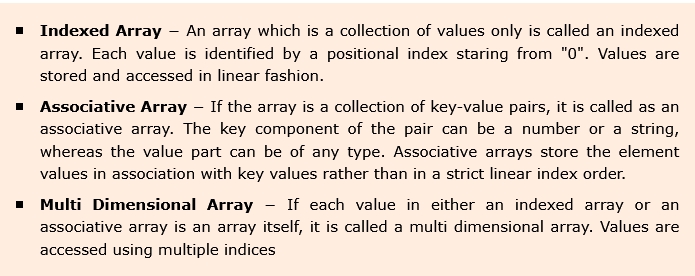 ▪ Indexed Array − An array which is a collection of values only is called an indexed
array. Each value is identified by a positional index staring from "0". Values are
stored and accessed in linear fashion.
▪ Associative Array − If the array is a collection of key-value pairs, it is called as an
associative array. The key component of the pair can be a number or a string,
whereas the value part can be of any type. Associative arrays store the element
values in association with key values rather than in a strict linear index order.
▪ Multi Dimensional Array − If each value in either an indexed array or an
associative array is an array itself, it is called a multi dimensional array. Values are
accessed using multiple indices